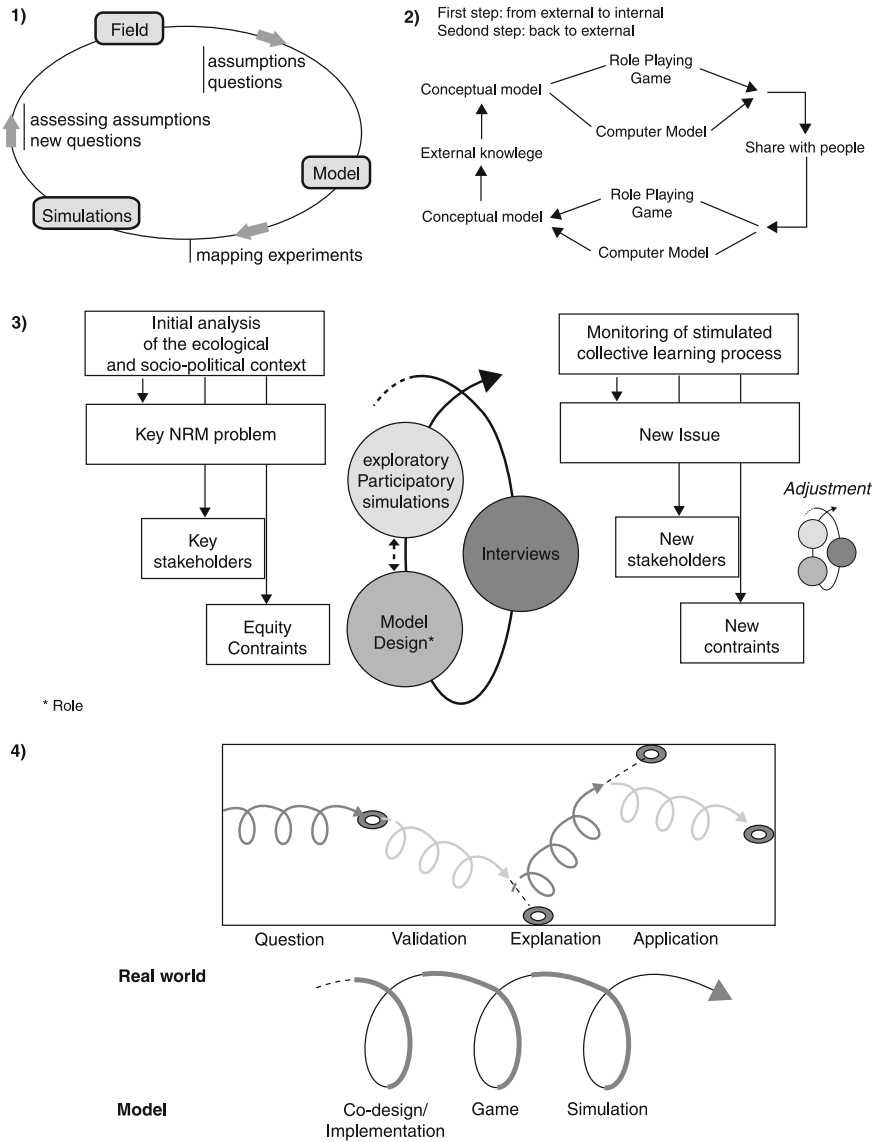 1)
Field
assumptions
questions
assessing assumptions
new questions
Model
Simulations
mapping experiments
2)
First step: from external to internal
Sedond step: back to external
Role Playing
Game
Conceptual model
Computer Model
External knowlege
Share with people
Conceptual model
Role Playing
Game
Computer Model
3)
Initial analysis
of the ecological
and socio-political context
Key NRM problem
Key
stakeholders
Equity
Contraints
exploratory
Participatory
simulations
Interviews
Model
Design*
Monitoring of stimulated
collective learning process
New Issue
New
stakeholders
New
contraints
Adjustment
* Role
4)
Question
Validation
Explanation
Application
Real world
Model
Co-design/
Implementation
Game
Simulation